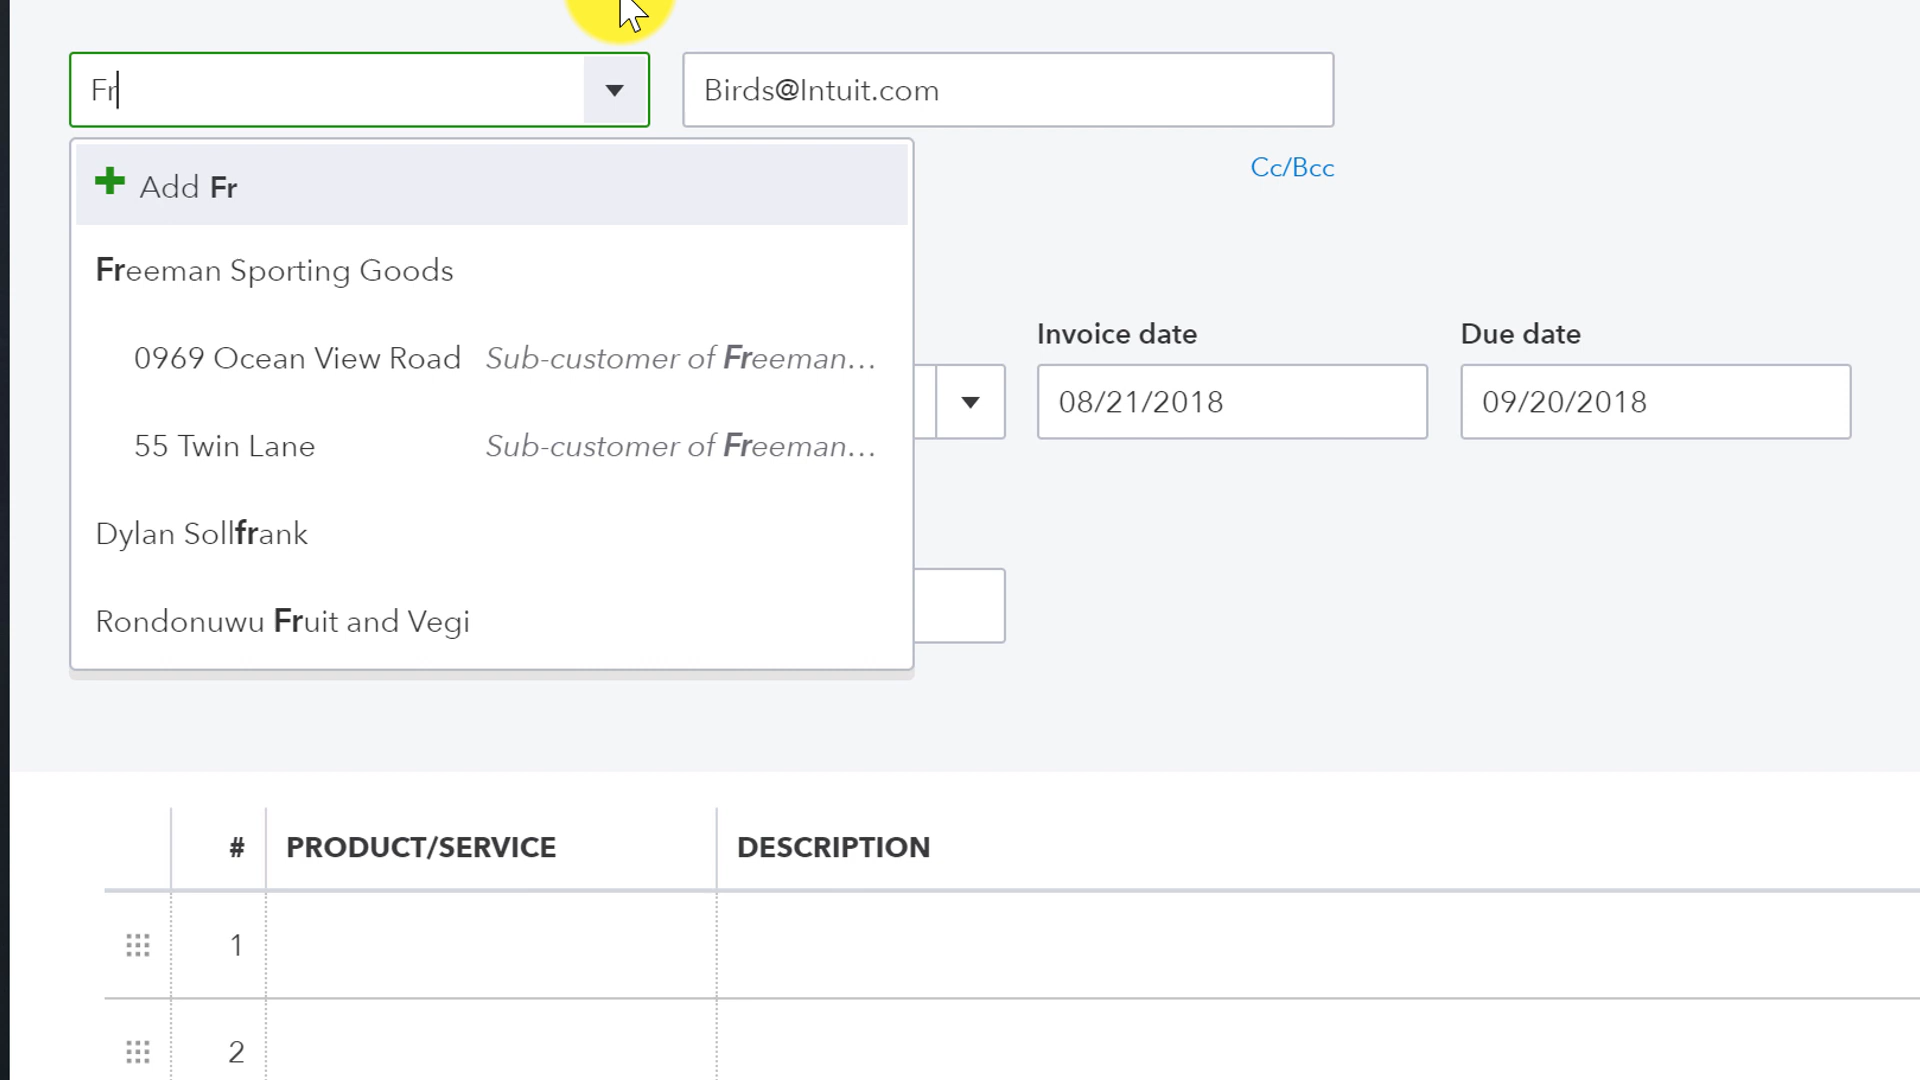 Fr
Birds@Intuit.com
Cc/Bcc
Add Fr
Freeman Sporting Goods
0969 Ocean View Road Sub-customer of Freeman...
55 Twin Lane Sub-customer of Freeman...
Dylan Sollfrank
Rondonuwu Fruit and Vegi
Invoice date
Due date
08/21/2018
09/20/2018
# PRODUCT/SERVICE DESCRIPTION
1
2